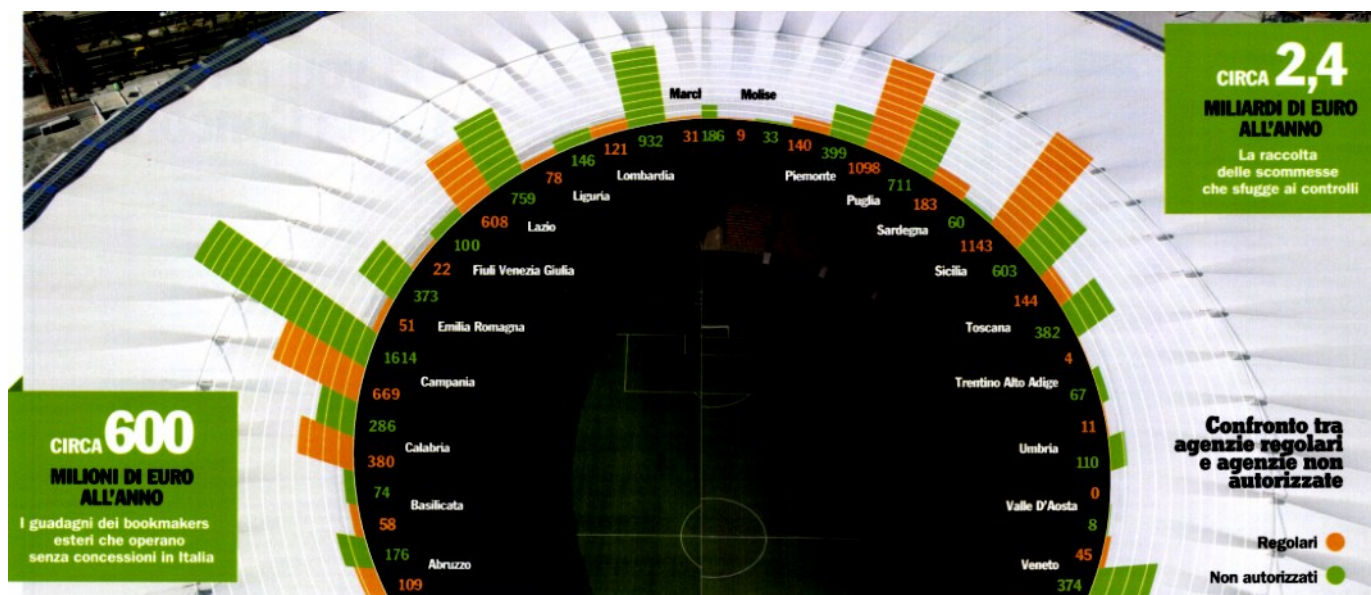 CIRCA 600
MILIONI DI EURO
ALL'ANNO
I guadagni dei bookmakers
esteri che operano
senza concessioni in Italia
109
Abruzzo
176
58
Basilicata
74
380
Calabria
286
669
Campania
1614
51
Emilia Romagna
373
22
Fiuli Venezia Giulia
100
608
Lazio
759
78
Liguria
146
121
Lombardia
932
31
Marcl
186
9
Molise
33
140
Piemonte
399
1098
Puglia
711
183
Sardegna
60
1143
Sicilia
603
144
Toscana
382
4
Trentino Alto Adige
67
11
Umbria
110
0
Valle D'Aosta
8
45
Veneto
374
CIRCA 2,4
MILIARDI DI EURO
ALL'ANNO
La raccolta
delle scommesse
che sfugge ai controlli
Confronto tra
agenzie regolari
e agenzie non
autorizzate
Regolari
Non autorizzati